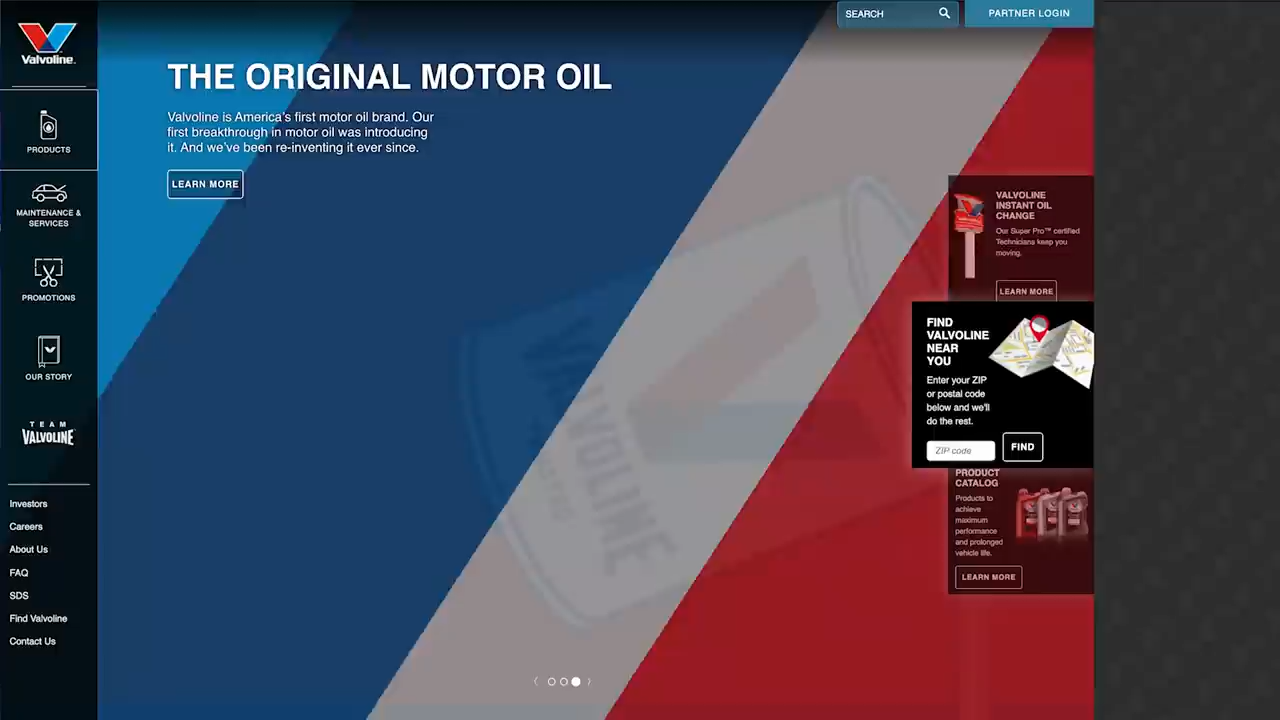 SEARCH
PARTNER LOGIN
Valvoline.
PRODUCTS
MAINTENANCE &
SERVICES
PROMOTIONS
OUR STORY
TEAM
VALVOLINE
Investors
Careers
About Us
FAQ
SDS
Find Valvoline
Contact Us
THE ORIGINAL MOTOR OIL
Valvoline is America's first motor oil brand. Our
first breakthrough in motor oil was introducing
it. And we've been re-inventing it ever since.
LEARN MORE
VALVOLINE
VALVOLINE
INSTANT OIL
CHANGE
Our Super Pro™ certified
Technicians keep you
moving.
LEARN MORE
FIND
VALVOLINE
NEAR
YOU
Enter your ZIP
or postal code
below and we'll
do the rest.
ZIP code
FIND
PRODUCT
CATALOG
Products to
achieve
maximum
performance
and prolonged
vehicle life.
LEARN MORE